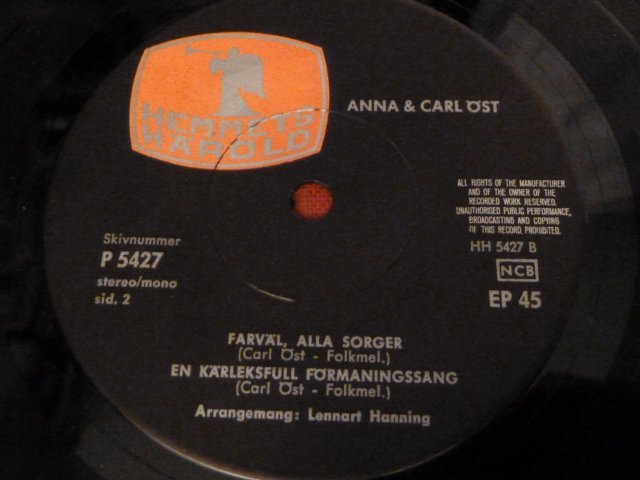 HEMMETS
HÄROLD
ANNA & CARL ÖST
ALL RIGHTS OF THE MANUFACTURER
AND OF THE OWNER OF THE
RECORDED WORK RESERVED.
UNAUTHORISED PUBLIC PERFORMANCE,
BROADCASTING AND COPYING
OF THIS RECORD PROHIBITED.
HH 5427 B
NCB
EP 45
Skivnummer
P 5427
stereo/mono
sid. 2
FARVÄL, ALLA SORGER
(Carl Öst - Folkmel.)
EN KÄRLEKSFULL FÖRMANINGSSANG
(Carl Öst - Folkmel.)
Arrangemang: Lennart Hanning